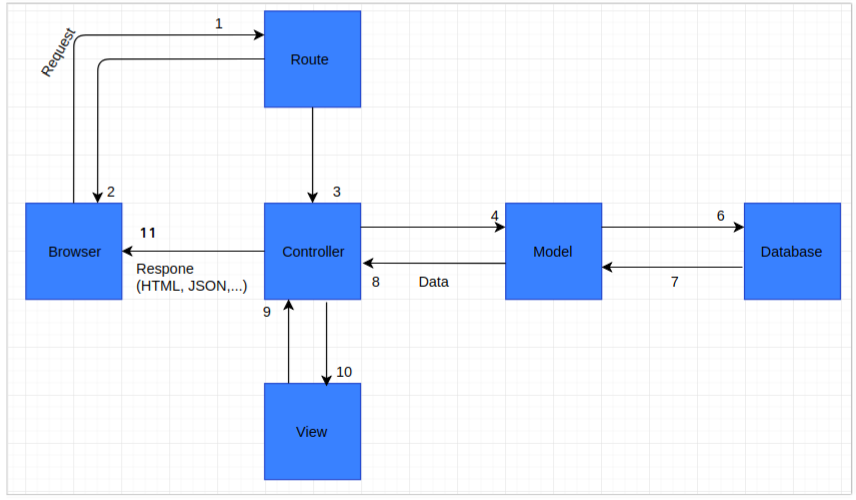 1
Request
Route
2
3
11
4
6
Browser
Controller
Model
Database
Respone
(HTML, JSON,...)
8
Data
7
9
10
View